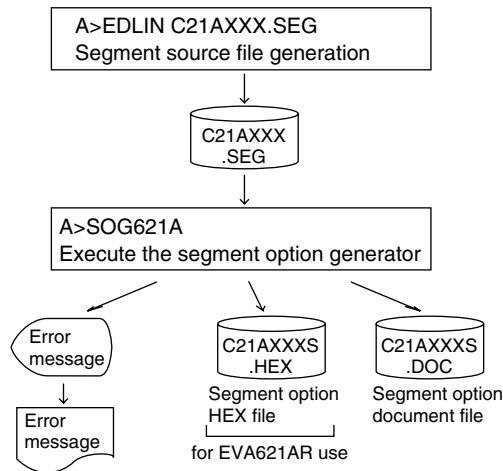 A>EDLIN C21AXXX.SEG
Segment source file generation
C21AXXX
.SEG
A>SOG621A
Execute the segment option generator
Error
message
C21AXXXS
.HEX
C21AXXXS
.DOC
Segment option
HEX file
Segment option
document file
Error
message
for EVA621AR use